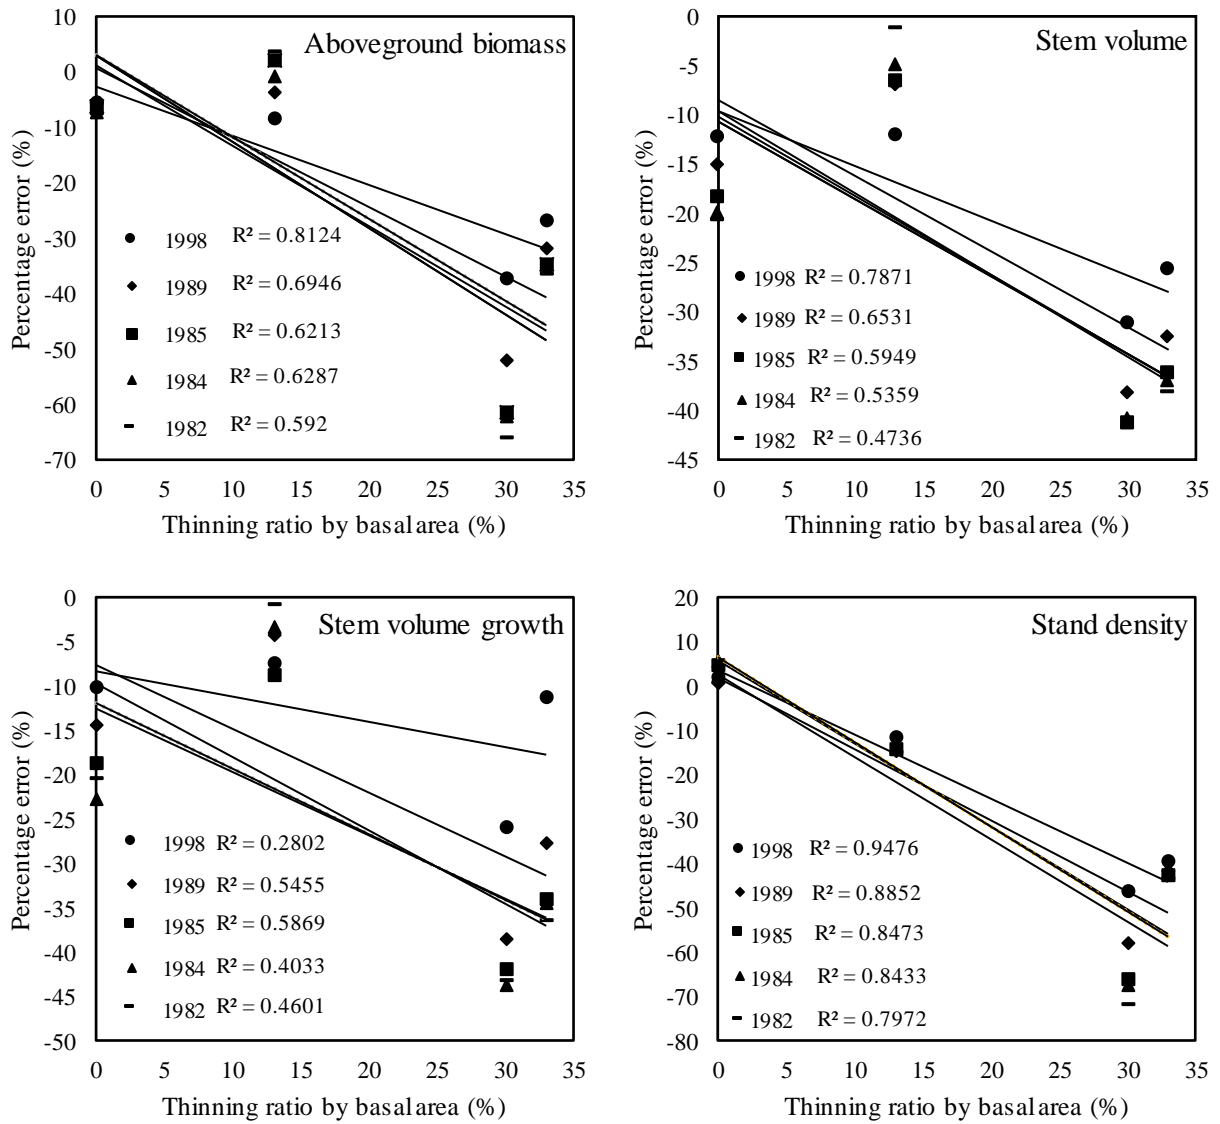 Aboveground biomass
Percentage error (%)
10
0
-10
-20
-30
-40
-50
-60
-70
1998 R² = 0.8124
1989 R² = 0.6946
1985 R² = 0.6213
1984 R² = 0.6287
1982 R² = 0.592
0 5 10 15 20 25 30 35
Thinning ratio by basal area (%)
Stem volume
Percentage error (%)
0
-5
-10
-15
-20
-25
-30
-35
-40
-45
1998 R² = 0.7871
1989 R² = 0.6531
1985 R² = 0.5949
1984 R² = 0.5359
1982 R² = 0.4736
0 5 10 15 20 25 30 35
Thinning ratio by basal area (%)
Stem volume growth
Percentage error (%)
0
-5
-10
-15
-20
-25
-30
-35
-40
-45
-50
1998 R² = 0.2802
1989 R² = 0.5455
1985 R² = 0.5869
1984 R² = 0.4033
1982 R² = 0.4601
0 5 10 15 20 25 30 35
Thinning ratio by basal area (%)
Stand density
Percentage error (%)
20
10
0
-10
-20
-30
-40
-50
-60
-70
-80
1998 R² = 0.9476
1989 R² = 0.8852
1985 R² = 0.8473
1984 R² = 0.8433
1982 R² = 0.7972
0 5 10 15 20 25 30 35
Thinning ratio by basal area (%)